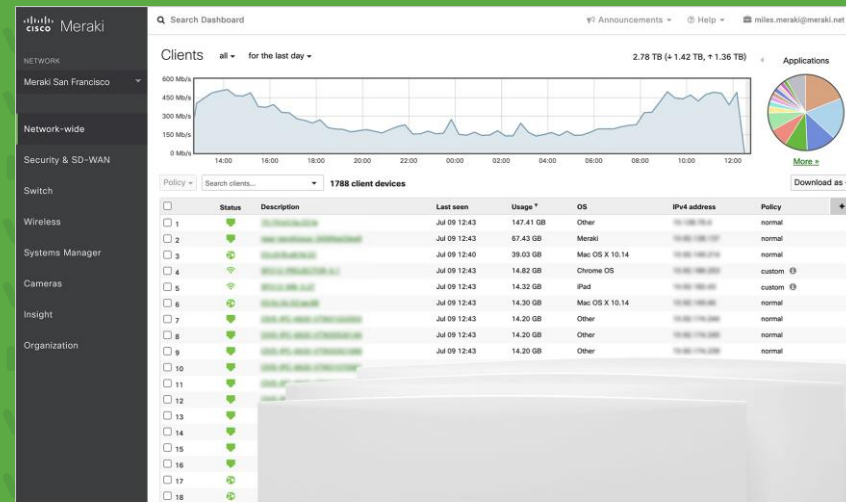 cisco Meraki
Search Dashboard
Announcements
Help
miles.meraki@meraki.net
NETWORK
Meraki San Francisco
Network-wide
Security & SD-WAN
Switch
Wireless
Systems Manager
Cameras
Insight
Organization
Clients all for the last day
2.78 TB (↓ 1.42 TB, ↑ 1.36 TB)
Applications
600 Mb/s
450 Mb/s
300 Mb/s
150 Mb/s
0 Mb/s
14:00 16:00 18:00 20:00 22:00 00:00 02:00 04:00 06:00 08:00 10:00 12:00
More »
Policy Search clients... 1788 client devices Download as
Status Description Last seen Usage OS IPv4 address Policy +
1 Jul 09 12:43 147.41 GB Other normal
2 Jul 09 12:43 67.43 GB Meraki normal
3 Jul 09 12:40 39.03 GB Mac OS X 10.14 normal
4 Jul 09 12:43 14.82 GB Chrome OS custom
5 Jul 09 12:43 14.32 GB iPad custom
6 Jul 09 12:43 14.30 GB Mac OS X 10.14 normal
7 Jul 09 12:43 14.20 GB Other normal
8 Jul 09 12:43 14.20 GB Other normal
9 Jul 09 12:43 14.20 GB Other normal
10
11
12
13
14
15
16
17
18